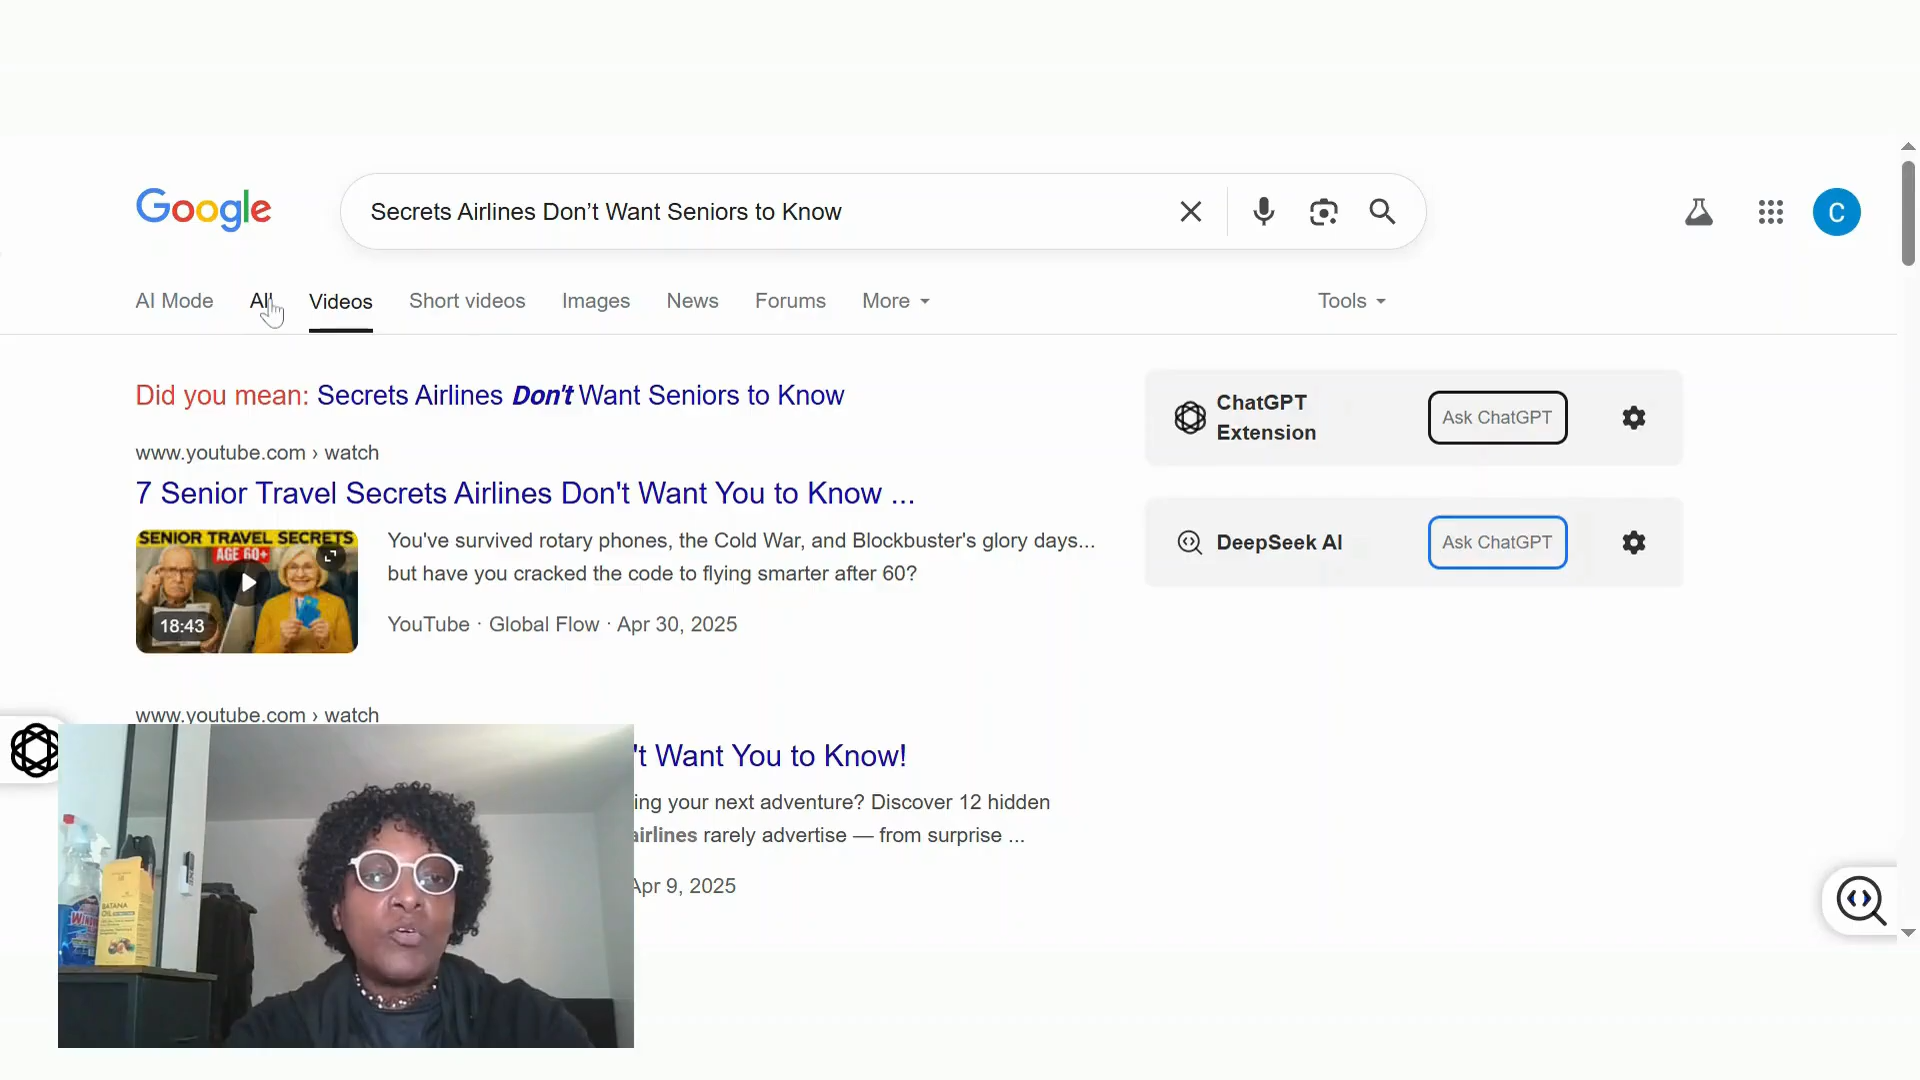 Google
Secrets Airlines Don’t Want Seniors to Know
C
AI Mode
All
Videos
Short videos
Images
News
Forums
More
Tools
Did you mean: Secrets Airlines Don't Want Seniors to Know
www.youtube.com › watch
7 Senior Travel Secrets Airlines Don't Want You to Know ...
SENIOR TRAVEL SECRETS
AGE 60+
18:43
You've survived rotary phones, the Cold War, and Blockbuster's glory days...
but have you cracked the code to flying smarter after 60?
YouTube · Global Flow · Apr 30, 2025
ChatGPT
Extension
Ask ChatGPT
DeepSeek AI
Ask ChatGPT
www.youtube.com › watch
't Want You to Know!
ing your next adventure? Discover 12 hidden
airlines rarely advertise — from surprise ...
Apr 9, 2025
BATANA
OIL